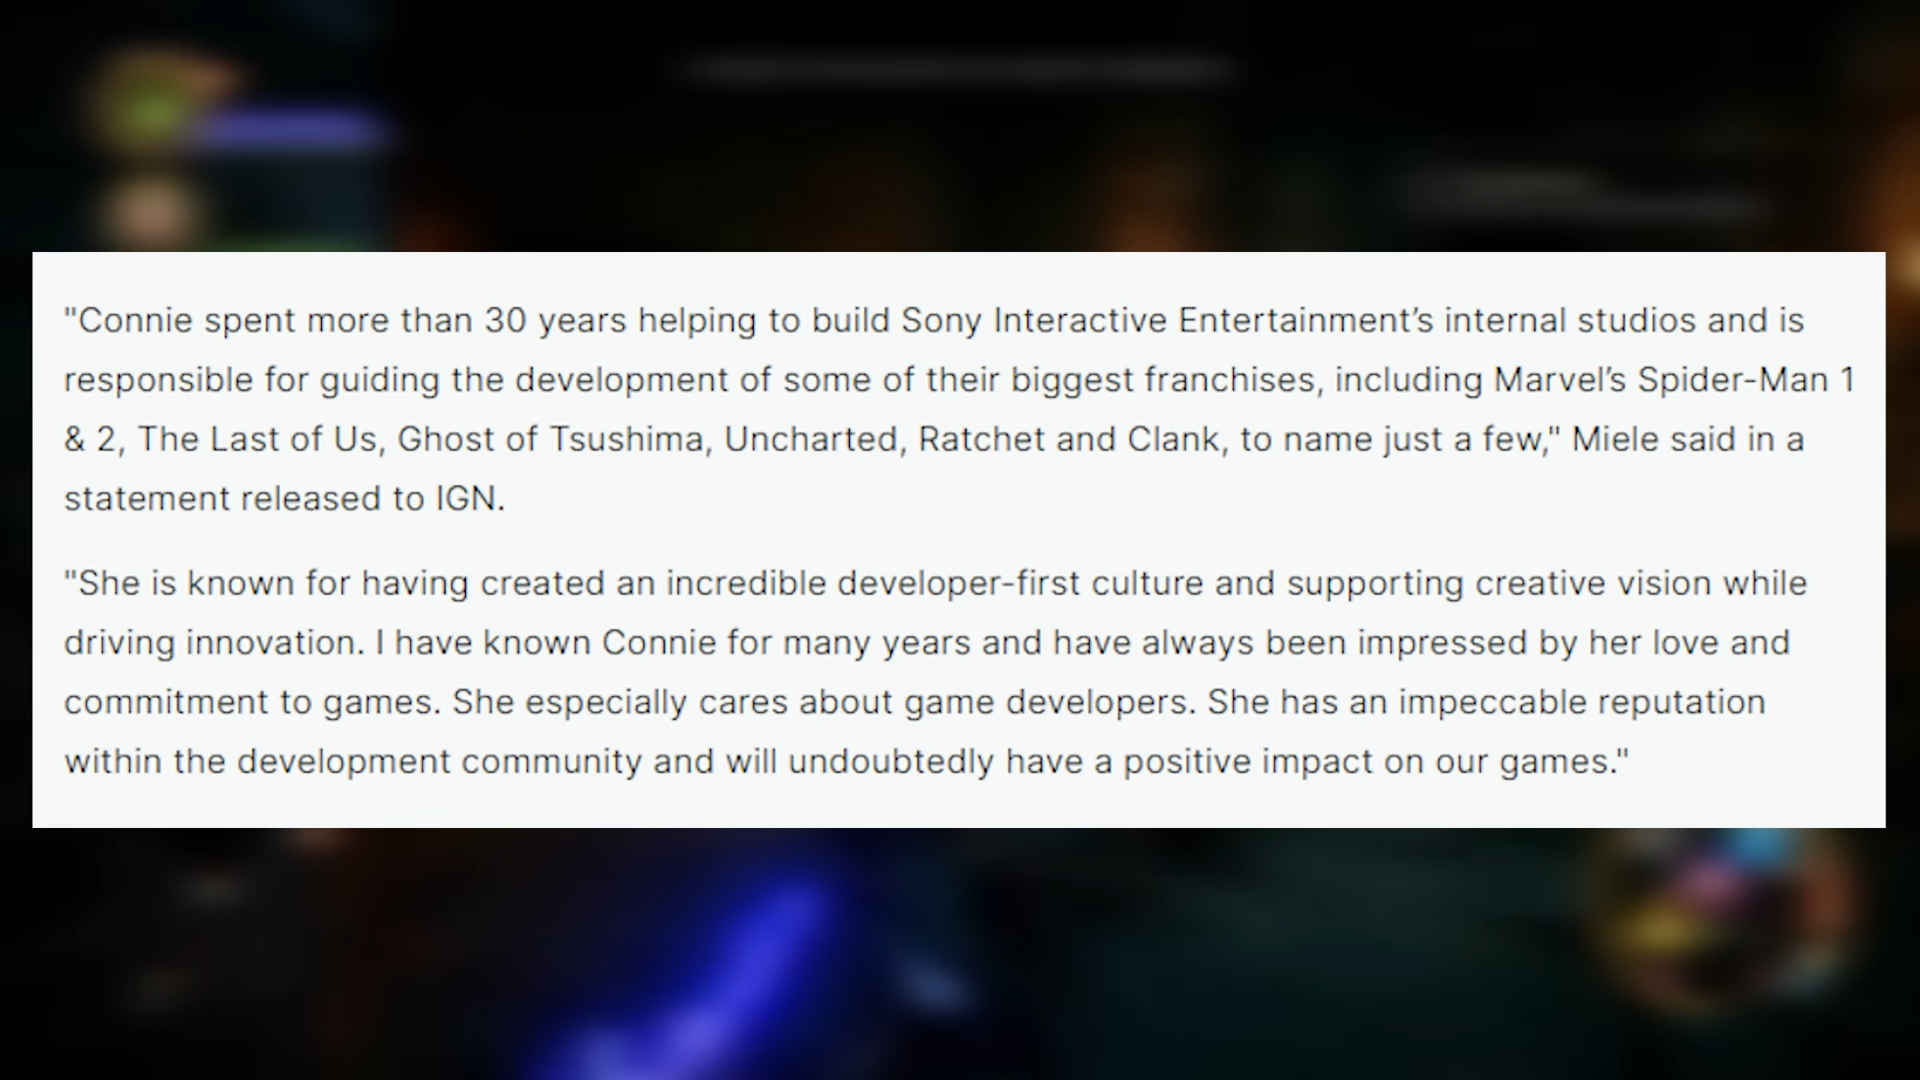 "Connie spent more than 30 years helping to build Sony Interactive Entertainment’s internal studios and is
responsible for guiding the development of some of their biggest franchises, including Marvel’s Spider-Man 1
& 2, The Last of Us, Ghost of Tsushima, Uncharted, Ratchet and Clank, to name just a few," Miele said in a
statement released to IGN.
"She is known for having created an incredible developer-first culture and supporting creative vision while
driving innovation. I have known Connie for many years and have always been impressed by her love and
commitment to games. She especially cares about game developers. She has an impeccable reputation
within the development community and will undoubtedly have a positive impact on our games."